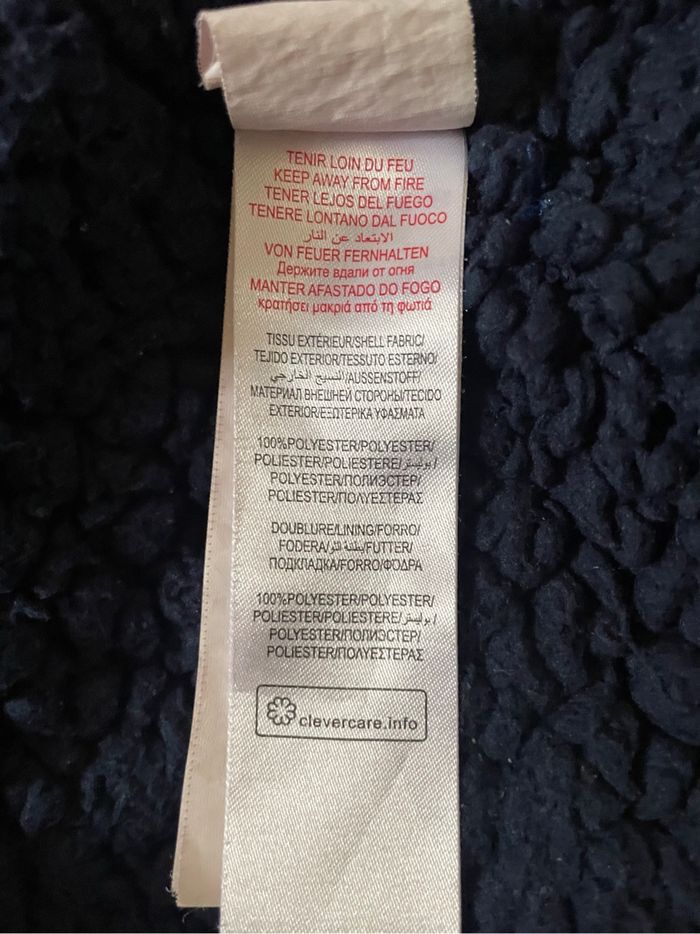 TENIR LOIN DU FEU
KEEP AWAY FROM FIRE
TENER LEJOS DEL FUEGO
TENERE LONTANO DAL FUOCO
الابتعاد عن النار
VON FEUER FERNHALTEN
Держите вдали от огня
MANTER AFASTADO DO FOGO
κρατήσει μακριά από τη φωτιά
TISSU EXTÉRIEUR/SHELL FABRIC/
TEJIDO EXTERIOR/TESSUTO ESTERNO/
النسيج الخارجي/AUSSENSTOFF/
МАТЕРИАЛ ВНЕШНЕЙ СТОРОНЫ/TECIDO
EXTERIOR/ΕΞΩΤΕΡΙΚΑ ΥΦΑΣΜΑΤΑ
100%POLYESTER/POLYESTER/
POLIESTER/POLIESTERE/بوليستر/
POLYESTER/ПОЛИЭСТЕР/
POLIESTER/ΠΟΛΥΕΣΤΕΡΑΣ
DOUBLURE/LINING/FORRO/
FODERA/بطانة/FUTTER/
ПОДКЛАДКА/FORRO/ΦΌΔΡΑ
100%POLYESTER/POLYESTER/
POLIESTER/POLIESTERE/بوليستر/
POLYESTER/ПОЛИЭСТЕР/
POLIESTER/ΠΟΛΥΕΣΤΕΡΑΣ
clevercare.info